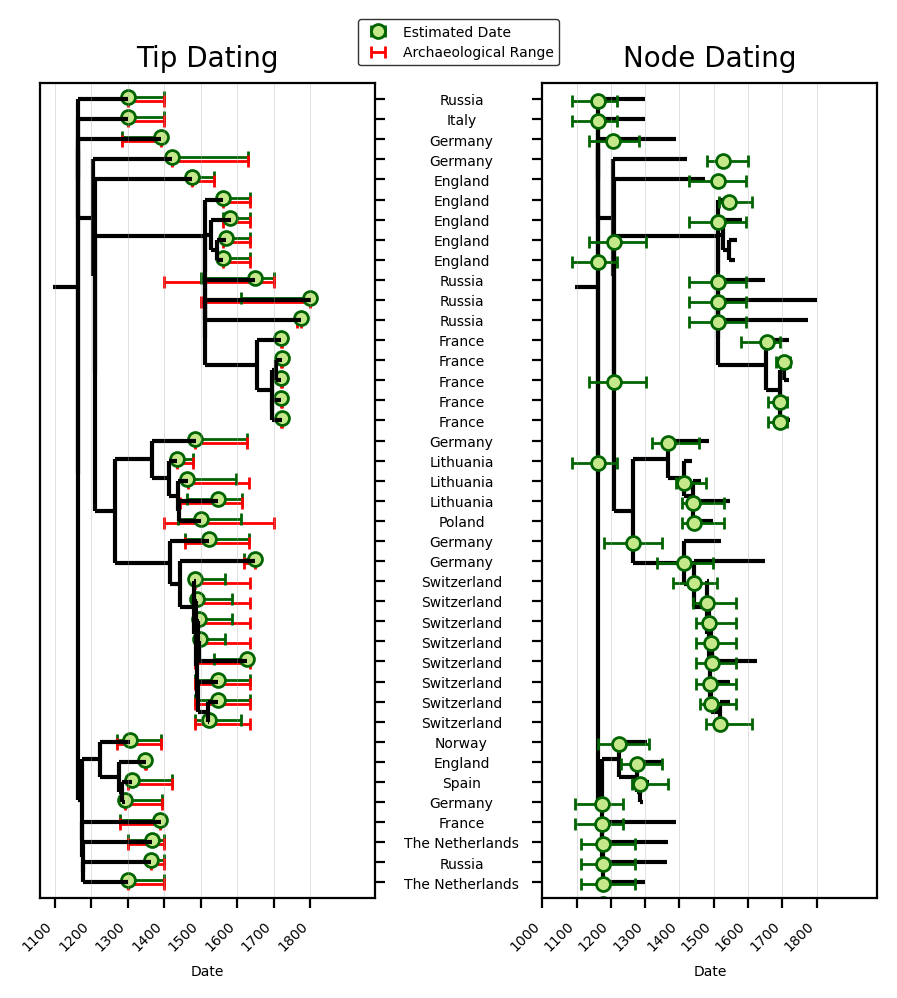 Estimated Date
Archaeological Range
Tip Dating
Node Dating
Russia
Italy
Germany
Germany
England
England
England
England
England
Russia
Russia
Russia
France
France
France
France
France
Germany
Lithuania
Lithuania
Lithuania
Poland
Germany
Germany
Switzerland
Switzerland
Switzerland
Switzerland
Switzerland
Switzerland
Switzerland
Switzerland
Norway
England
Spain
Germany
France
The Netherlands
Russia
The Netherlands
1100 1200 1300 1400 1500 1600 1700 1800
1000 1100 1200 1300 1400 1500 1600 1700 1800
Date
Date